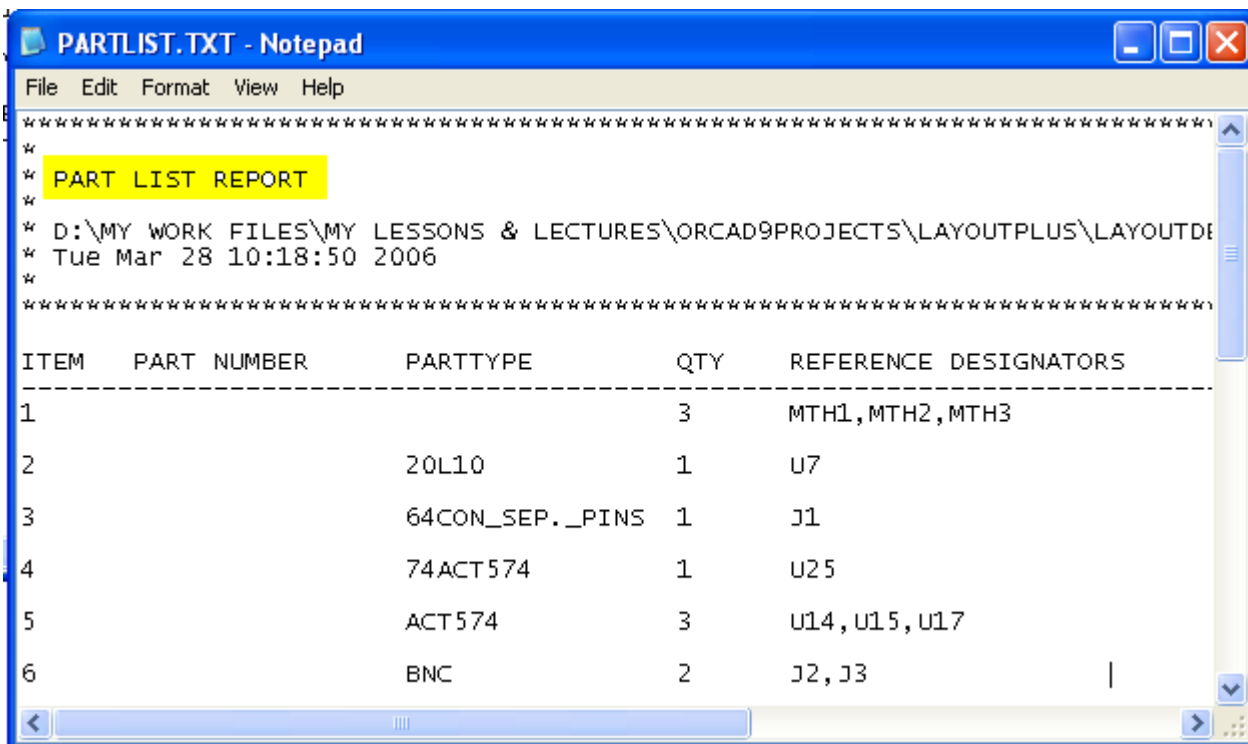 PARTLIST.TXT - Notepad
File Edit Format View Help
**************************************************************************
*
* PART LIST REPORT
*
* D:\MY WORK FILES\MY LESSONS & LECTURES\ORCAD9PROJECTS\LAYOUTPLUS\LAYOUTDE
* Tue Mar 28 10:18:50 2006
*
**************************************************************************
ITEM PART NUMBER PARTTYPE QTY REFERENCE DESIGNATORS
---------------------------------------------------------------------------
1 3 MTH1,MTH2,MTH3
2 20L10 1 U7
3 64CON_SEP._PINS 1 J1
4 74ACT574 1 U25
5 ACT574 3 U14,U15,U17
6 BNC 2 J2,J3